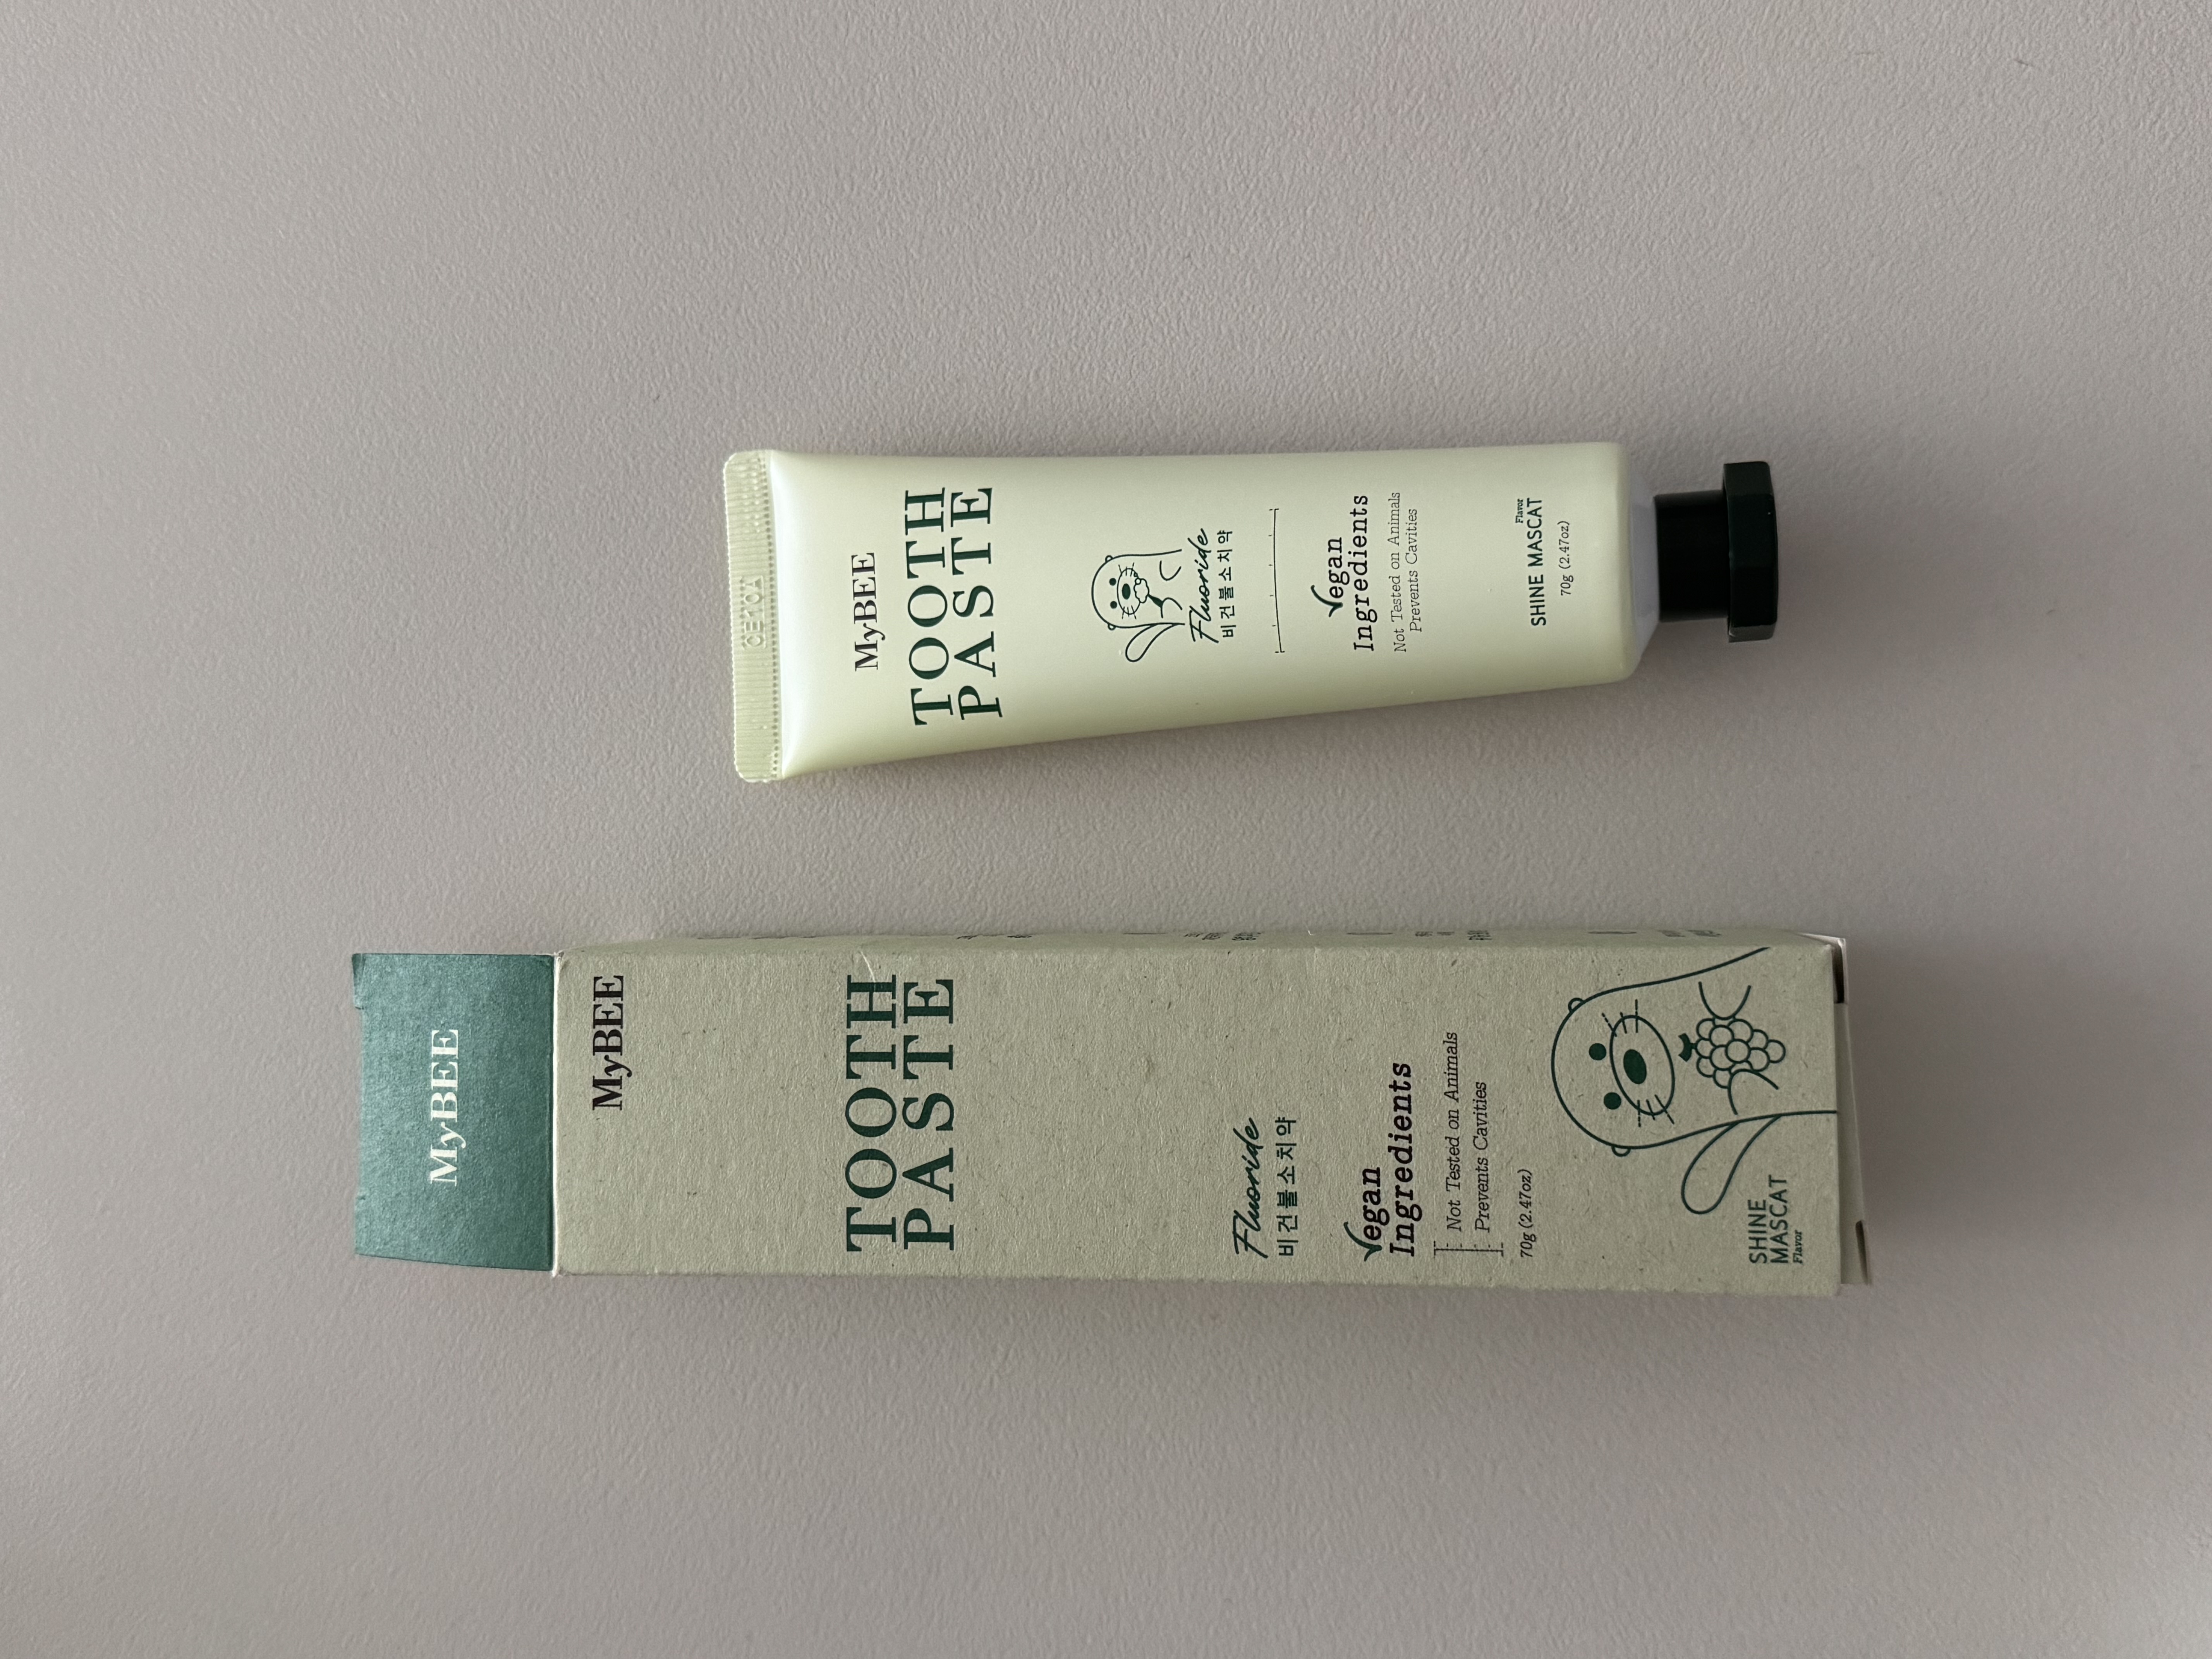 MyBEE
TOOTH
PASTE
Fluoride
비건불소치약
Vegan
Ingredients
Not Tested on Animals
Prevents Cavities
Flavor
SHINE MASCAT
70g (2.47oz)
MyBEE
MyBEE
TOOTH
PASTE
Fluoride
비건불소치약
Vegan
Ingredients
Not Tested on Animals
Prevents Cavities
70g (2.47oz)
SHINE
MASCAT
Flavor